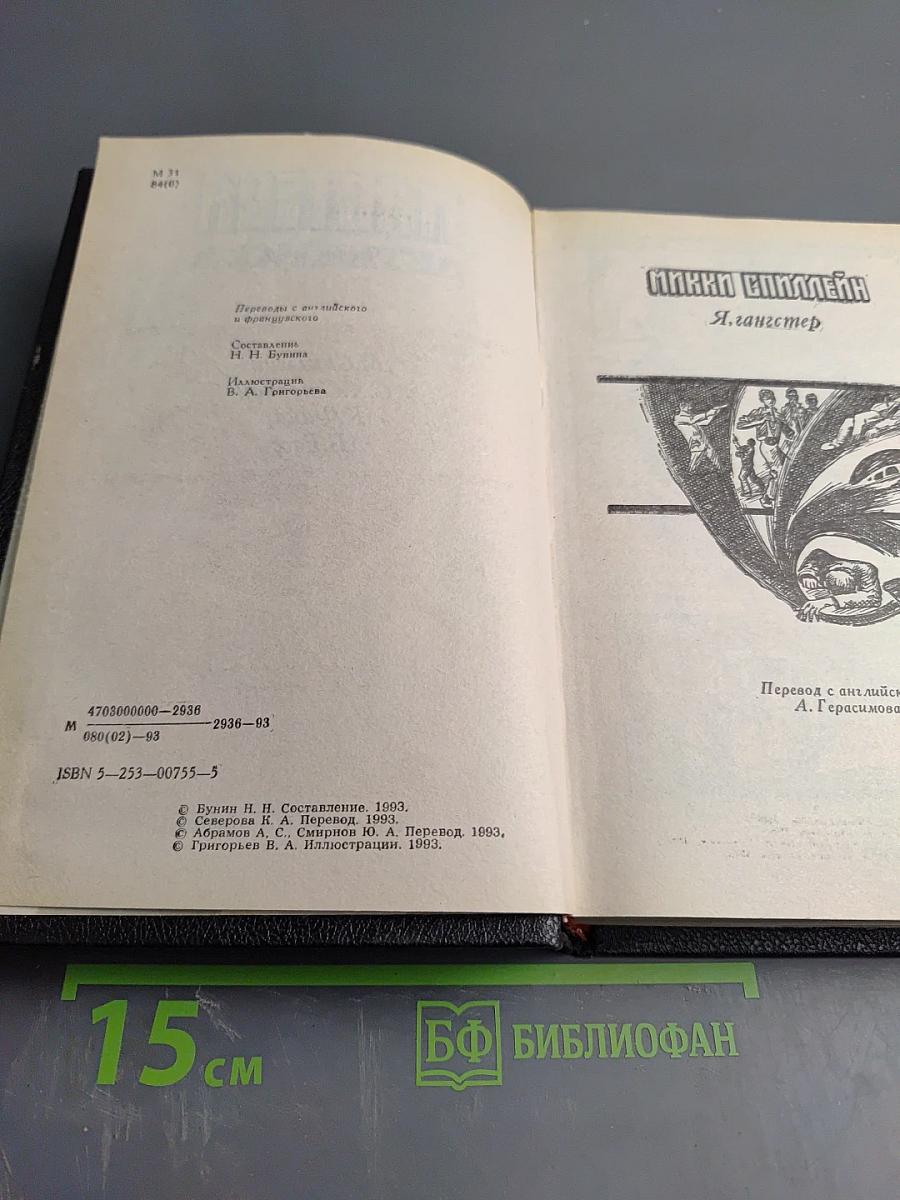 М 31
84(0)
Переводы с английского
и французского
Составление
Н. Н. Бунина
Иллюстрации
В. А. Григорьева
М
4703000000—2936
080(02)—93
2936—93
ISBN 5—253—00755—5
© Бунин Н. Н. Составление. 1993.
© Северова К. А. Перевод. 1993.
© Абрамов А. С., Смирнов Ю. А. Перевод. 1993.
© Григорьев В. А. Иллюстрации. 1993.
МИККИ СПИЛЛЕЙН
Я, гангстер
Перевод с английск
А. Герасимова
15 см
БФ БИБЛИОФАН